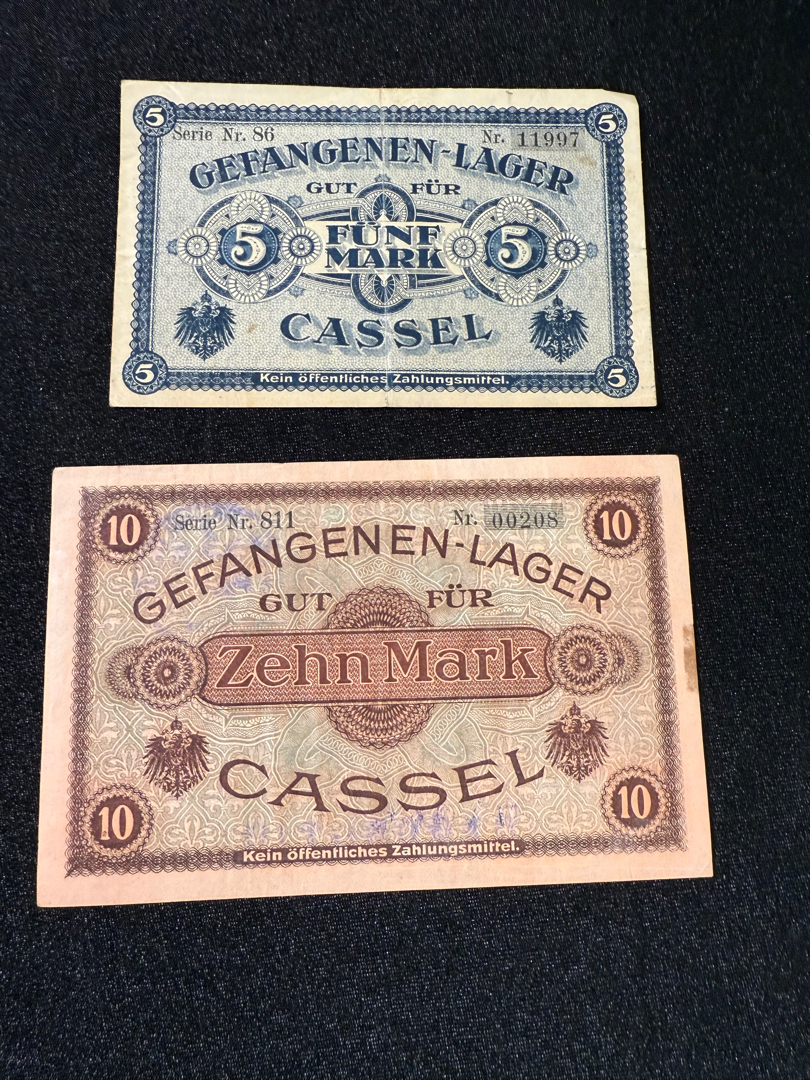 5 5
Serie Nr. 86 Nr. 11997
GEFANGENEN-LAGER
GUT FÜR
5 FÜNF MARK 5
CASSEL
5 Kein öffentliches Zahlungsmittel. 5
10 Serie Nr. 811 Nr. 00208 10
GEFANGENEN-LAGER
GUT FÜR
Zehn Mark
CASSEL
10 10
Kein öffentliches Zahlungsmittel.